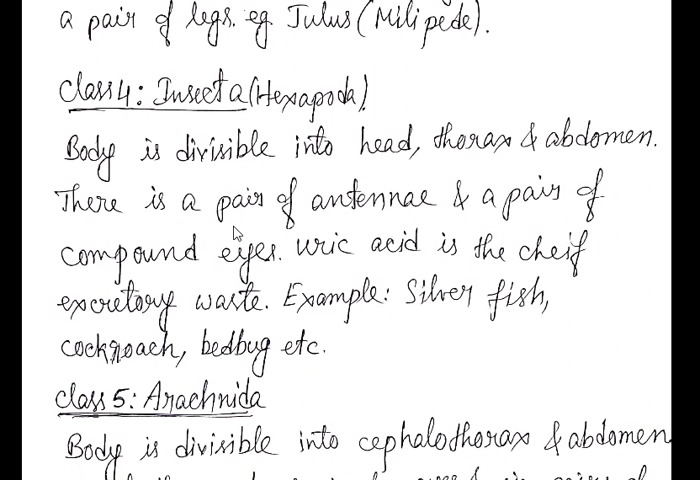 a pair of legs. eg. Julus (Milipede).
Class 4: Insecta (Hexapoda)
Body is divisible into head, thorax & abdomen.
There is a pair of antennae & a pair of
compound eyes. Uric acid is the cheif
excretory waste. Example: Silver fish,
cockroach, bedbug etc.
Class 5: Arachnida
Body is divisible into cephalothorax & abdomen